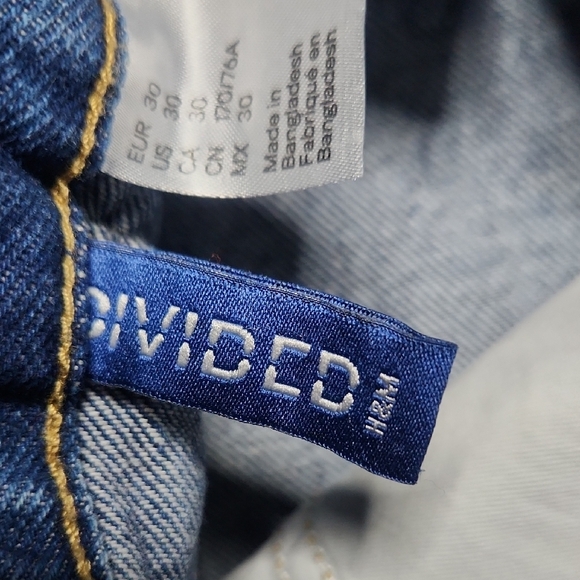 EUR 30
US 30
CA 30
CN 170/76A
MX 30
Made in
Bangladesh
Fabriqué en
Bangladesh
DIVIDED
H&M